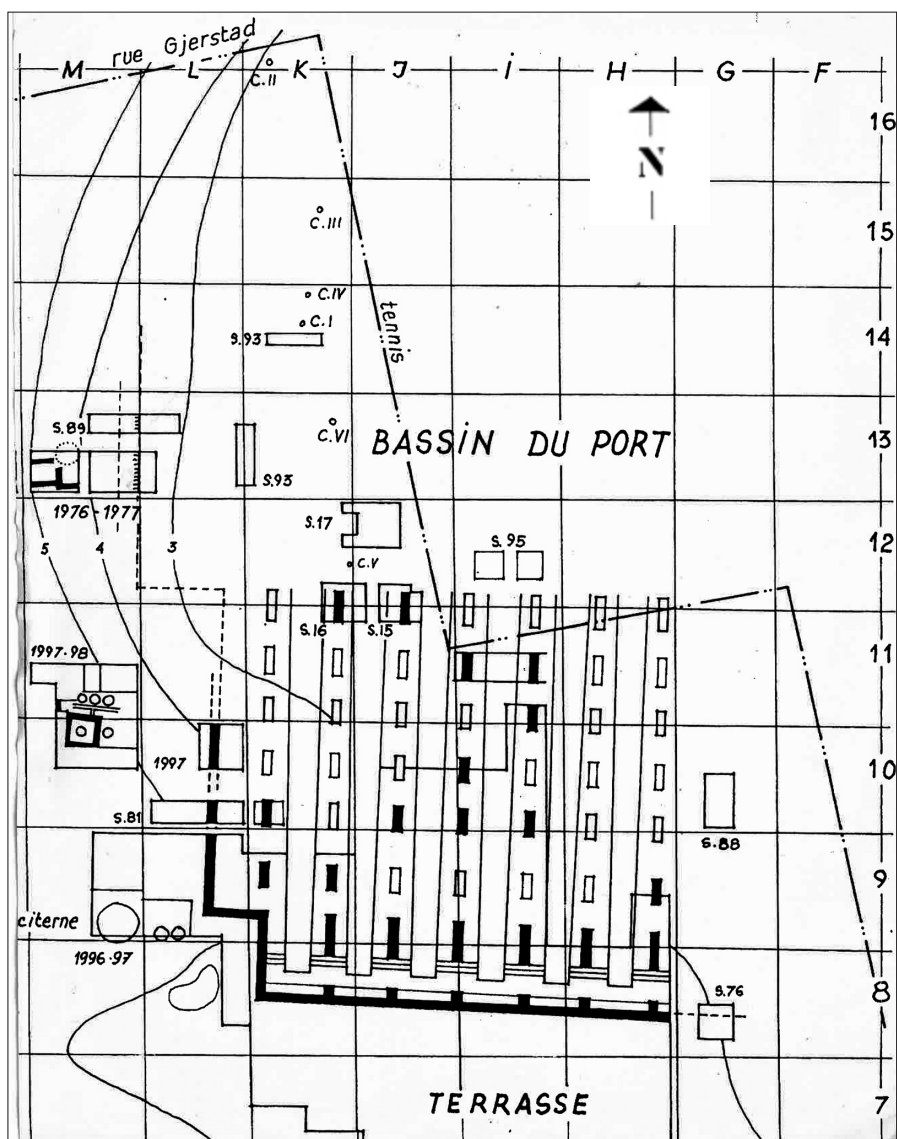 rue Gjerstad
M L K J İ H G F
C.II
16
N
C.III
15
C.IV
C.I
tennis
S.93
14
S.89
C.VI
BASSİN DU PORT
13
S.93
1976-1977
S.17
S.95
5 4 3
12
C.V
S.16 S.15
1997-98
11
1997
10
S.81
S.88
9
citerne
1996-97
S.76
8
TERRASSE
7